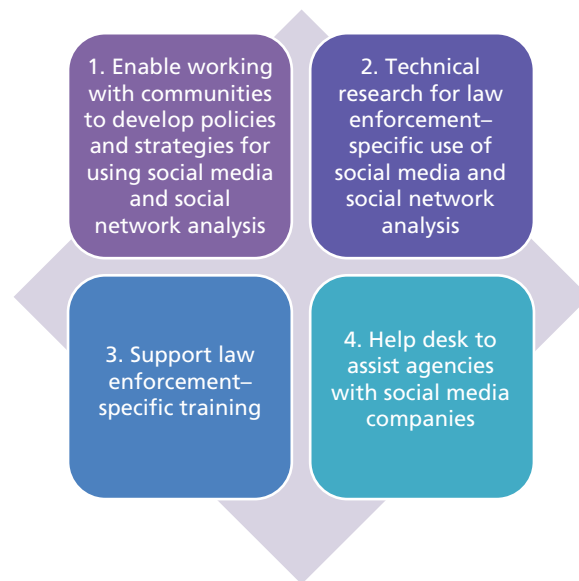 1. Enable working
with communities
to develop policies
and strategies for
using social media
and social
network analysis
2. Technical
research for law
enforcement–
specific use of
social media and
social network
analysis
3. Support law
enforcement–
specific training
4. Help desk to
assist agencies
with social media
companies